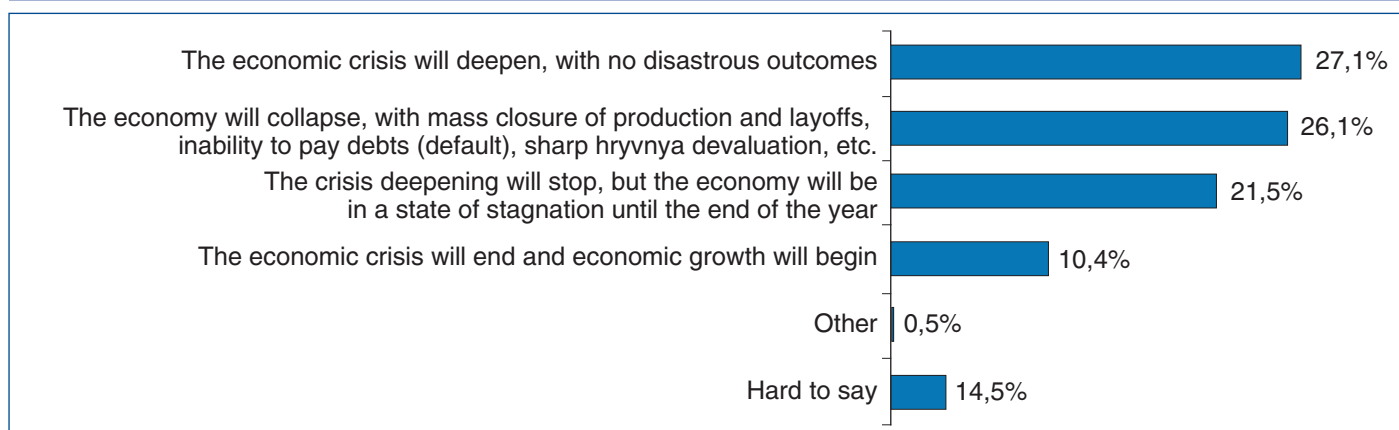 The economic crisis will deepen, with no disastrous outcomes
27,1%
The economy will collapse, with mass closure of production and layoffs,
inability to pay debts (default), sharp hryvnya devaluation, etc.
26,1%
The crisis deepening will stop, but the economy will be
in a state of stagnation until the end of the year
21,5%
The economic crisis will end and economic growth will begin
10,4%
Other
0,5%
Hard to say
14,5%